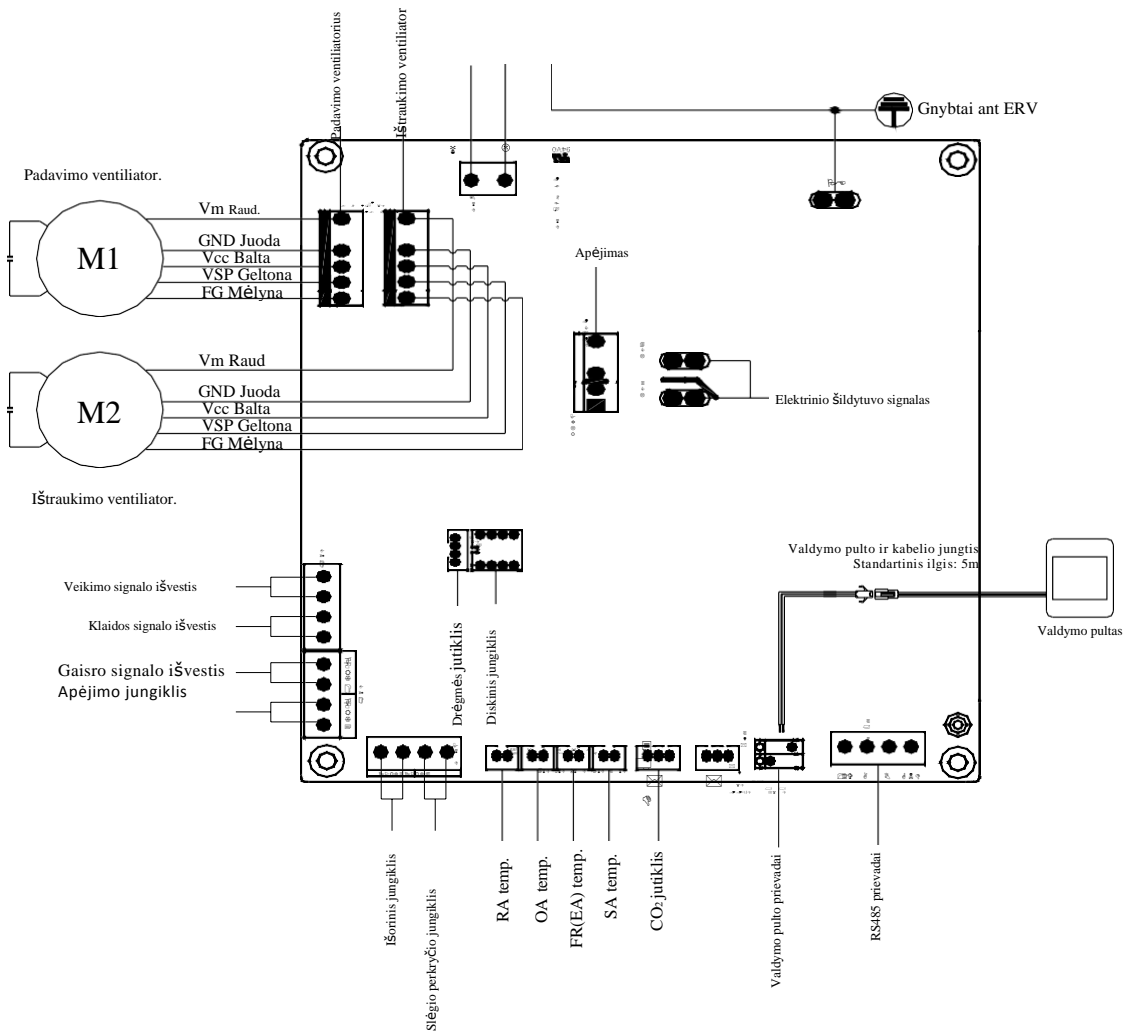 Padavimo ventiliatorius
Ištraukimo ventiliator
Gnybtai ant ERV
94V0
Padavimo ventiliator.
Vm Raud.
GND Juoda
Vcc Balta
VSP Geltona
FG Mėlyna
M1
Apėjimas
Vm Raud
GND Juoda
Vcc Balta
VSP Geltona
FG Mėlyna
M2
Elektrinio šildytuvo signalas
Ištraukimo ventiliator.
Valdymo pulto ir kabelio jungtis
Standartinis ilgis: 5m
Valdymo pultas
Veikimo signalo išvestis
Klaidos signalo išvestis
Gaisro signalo išvestis
Apėjimo jungiklis
Drėgmės jutiklis
Diskinis jungiklis
Išorinis jungiklis
Slėgio perkryčio jungiklis
RA temp.
OA temp.
FR(EA) temp.
SA temp.
CO2 jutiklis
Valdymo pulto prievadai
RS485 prievadai